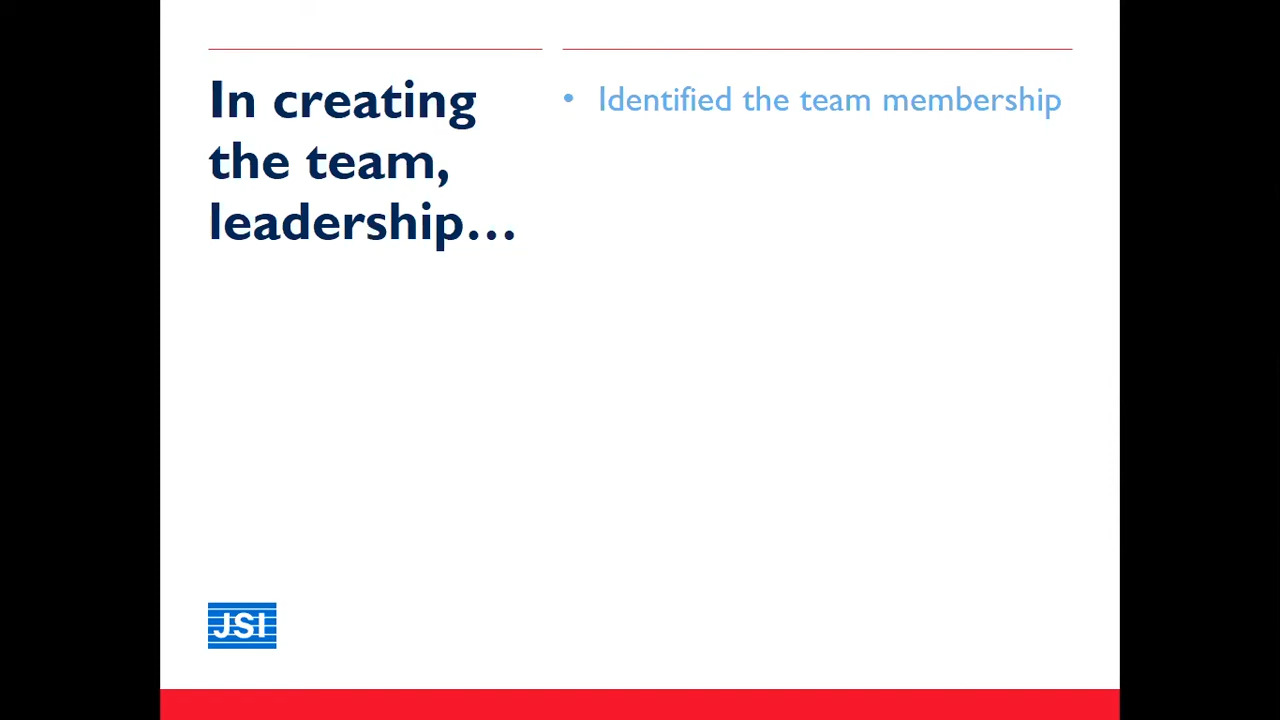 In creating
the team,
leadership…
• Identified the team membership
JSI